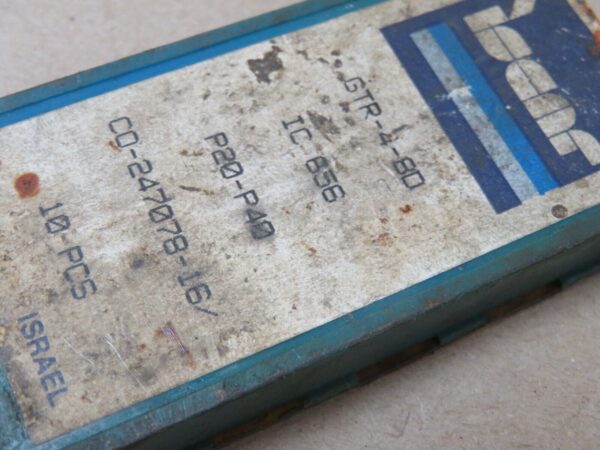 GTR-4-8D
IC 656
P20-P40
CO-247078-16/
10-PCS
ISRAEL